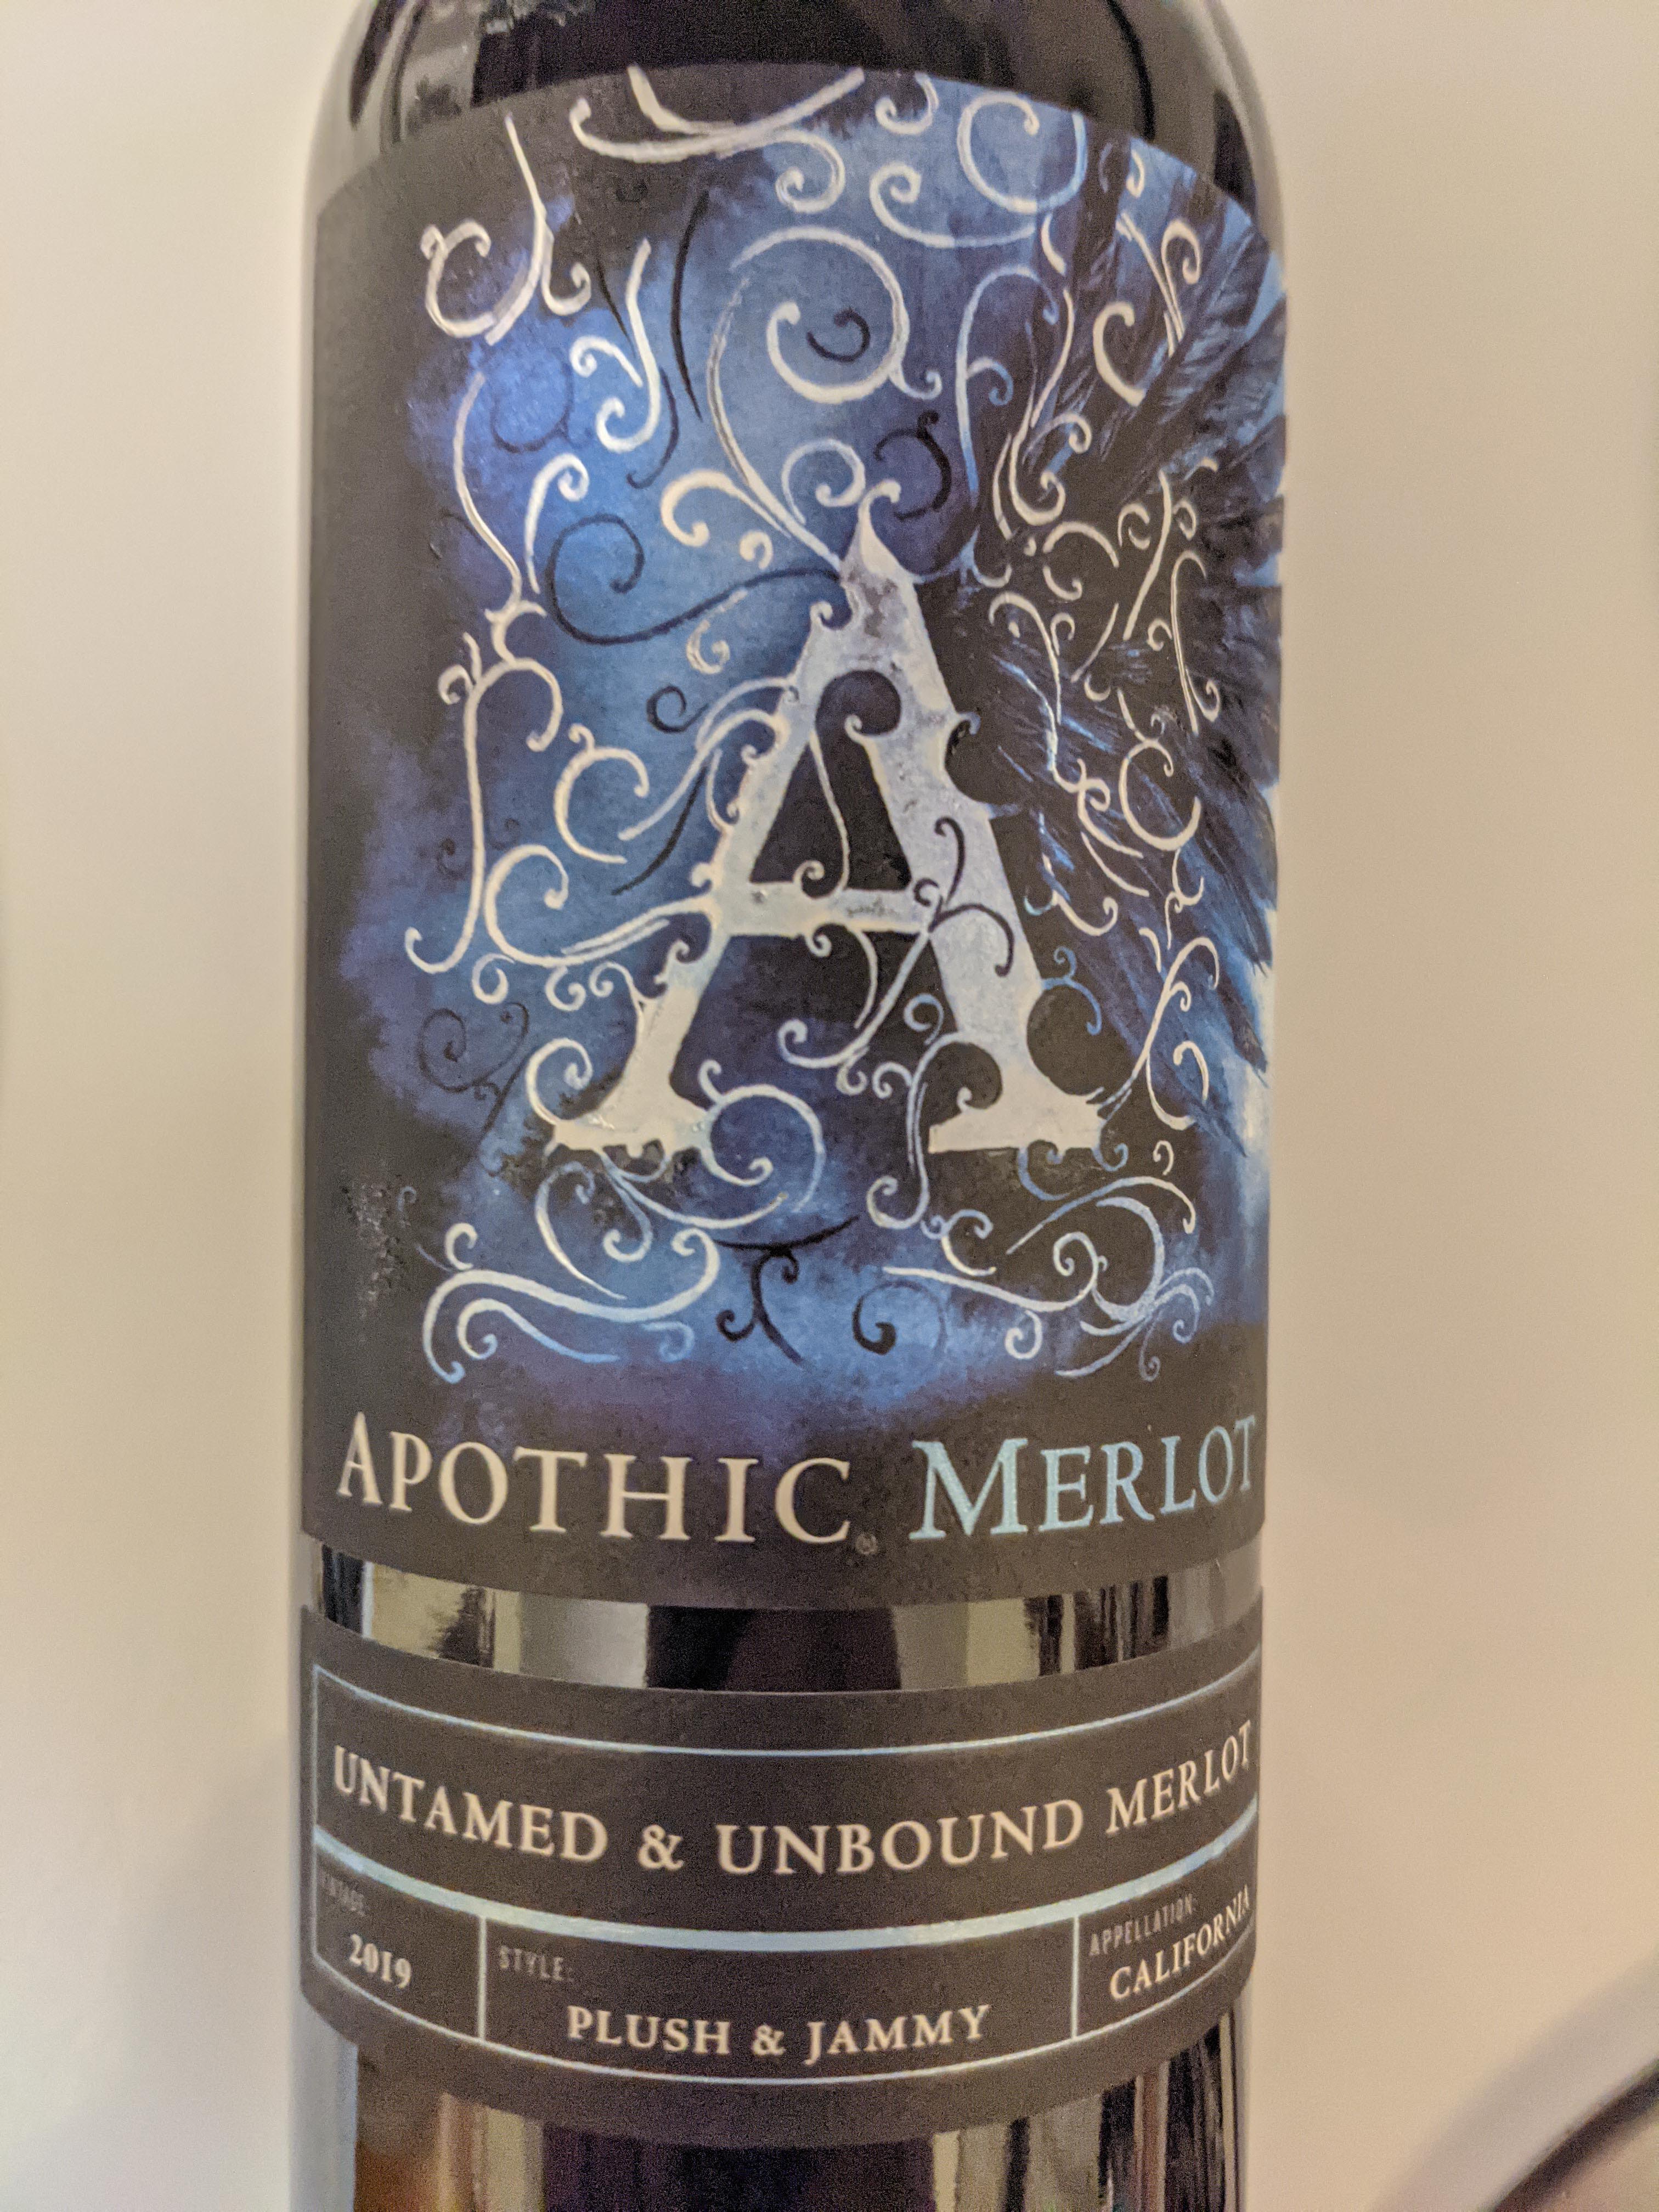 A
APOTHIC® MERLOT
UNTAMED & UNBOUND MERLOT
VINTAGE:
2019
STYLE:
PLUSH & JAMMY
APPELLATION:
CALIFORNIA